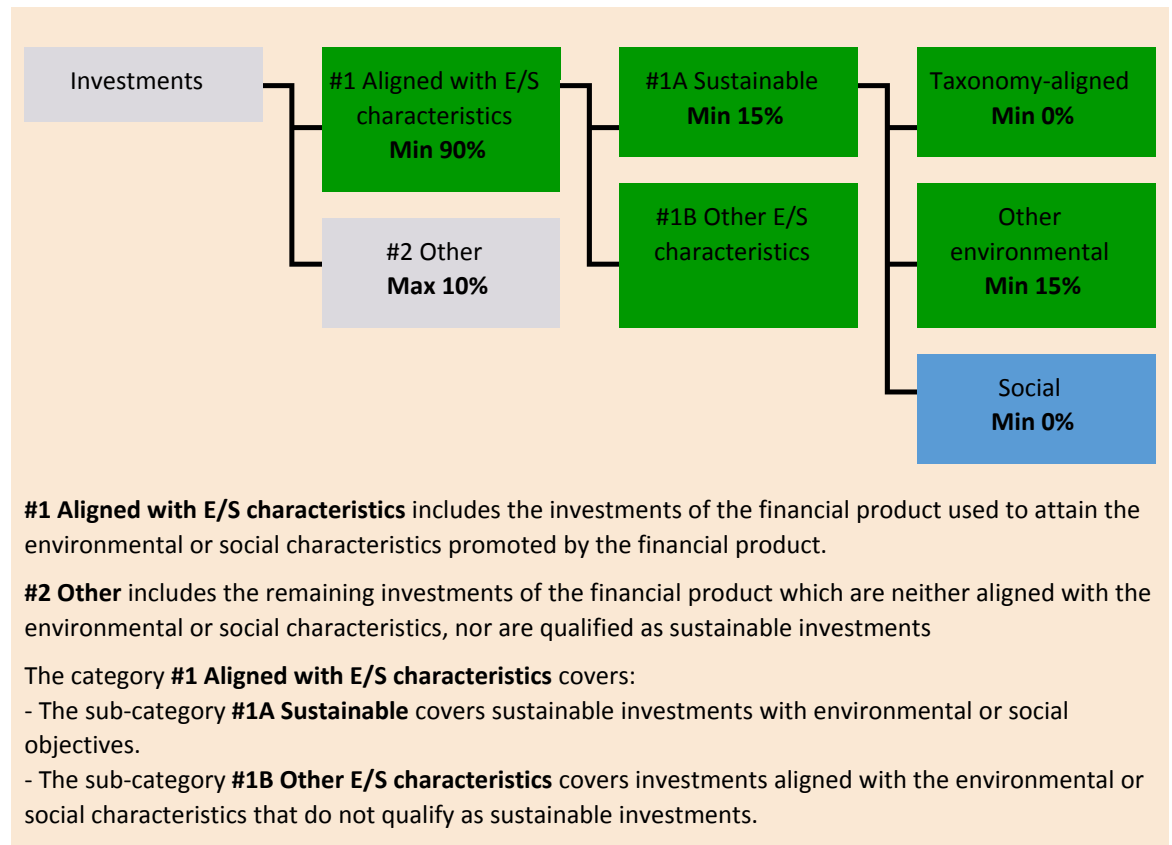 Investments
#1 Aligned with E/S
characteristics
Min 90%
#2 Other
Max 10%
#1A Sustainable
Min 15%
#1B Other E/S
characteristics
Taxonomy-aligned
Min 0%
Other
environmental
Min 15%
Social
Min 0%
#1 Aligned with E/S characteristics includes the investments of the financial product used to attain the
environmental or social characteristics promoted by the financial product.
#2 Other includes the remaining investments of the financial product which are neither aligned with the
environmental or social characteristics, nor are qualified as sustainable investments
The category #1 Aligned with E/S characteristics covers:
- The sub-category #1A Sustainable covers sustainable investments with environmental or social
objectives.
- The sub-category #1B Other E/S characteristics covers investments aligned with the environmental or
social characteristics that do not qualify as sustainable investments.